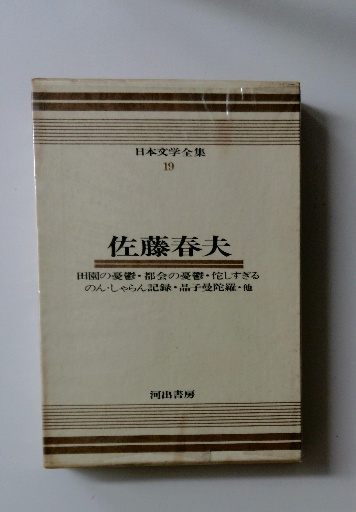 日本文学全集
19
佐藤春夫
田園の憂鬱・都会の憂鬱・佗しすぎる
のん・しゃらん記録・晶子曼陀羅・他
河出書房